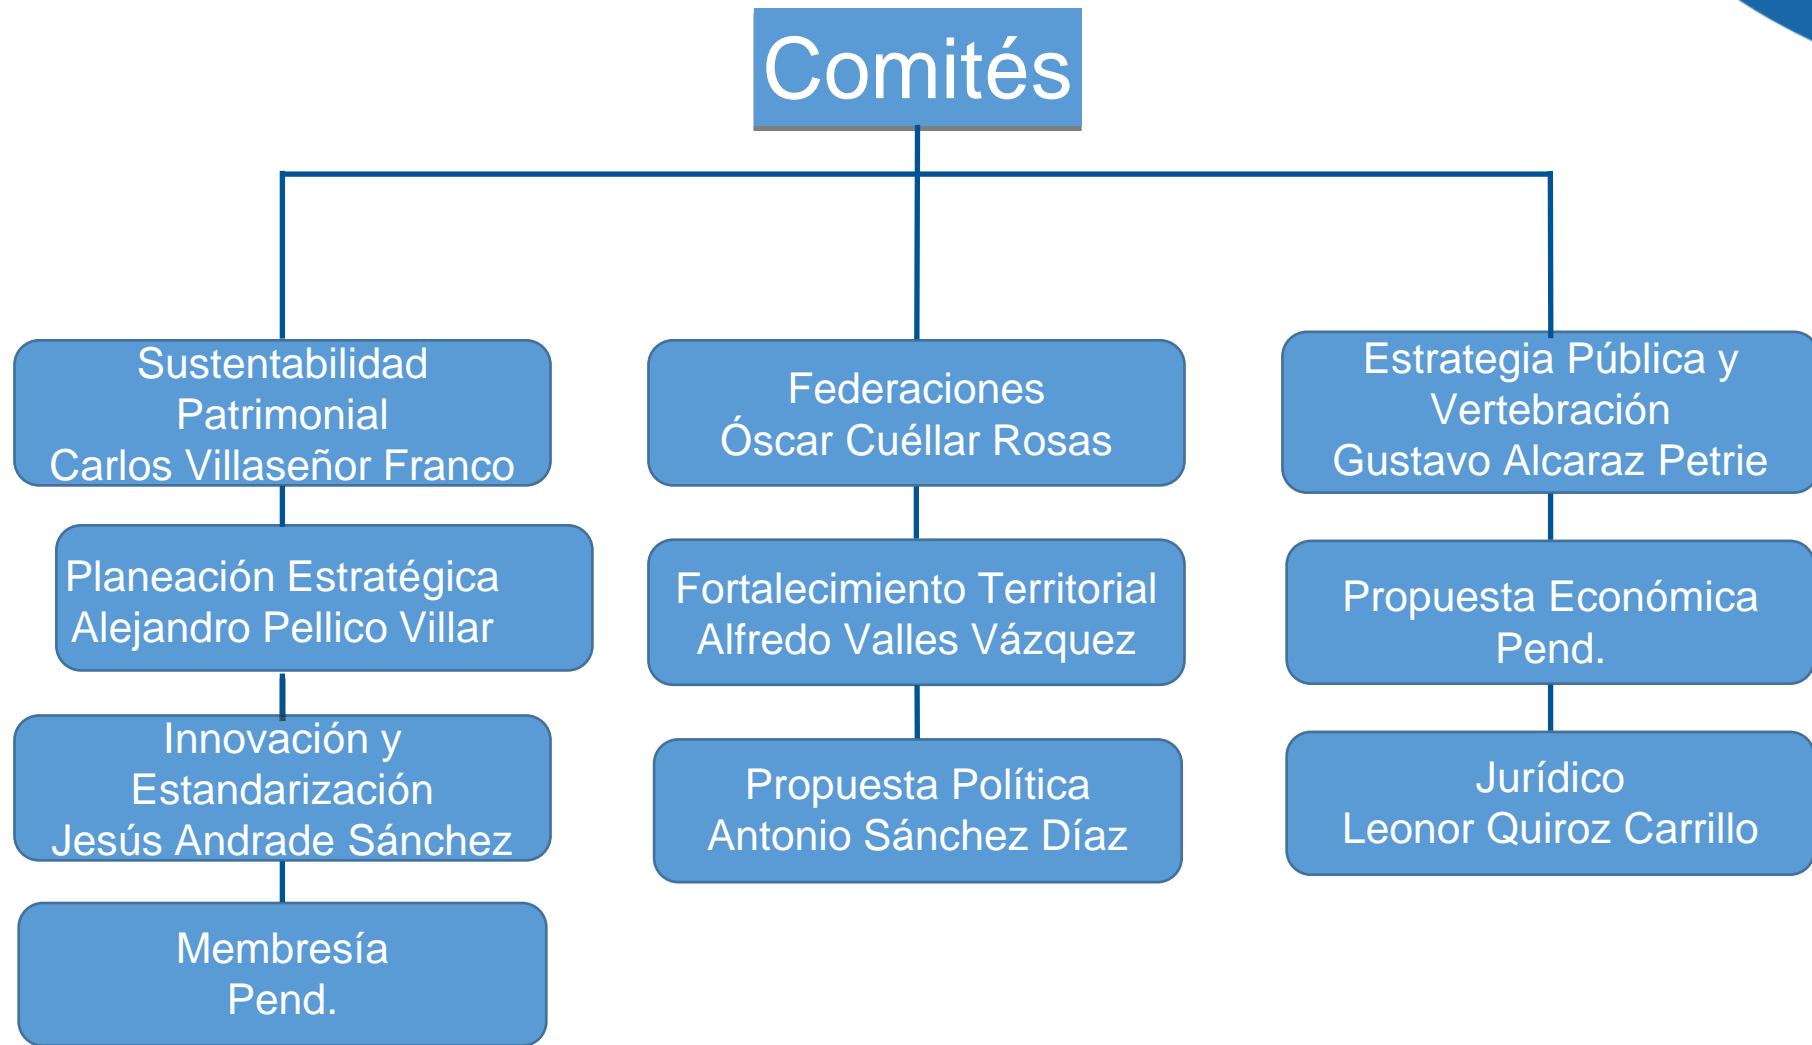 Comités
Sustentabilidad
Patrimonial
Carlos Villaseñor Franco
Planeación Estratégica
Alejandro Pellico Villar
Innovación y
Estandarización
Jesús Andrade Sánchez
Membresía
Pend.
Federaciones
Óscar Cuéllar Rosas
Fortalecimiento Territorial
Alfredo Valles Vázquez
Propuesta Política
Antonio Sánchez Díaz
Estrategia Pública y
Vertebración
Gustavo Alcaraz Petrie
Propuesta Económica
Pend.
Jurídico
Leonor Quiroz Carrillo